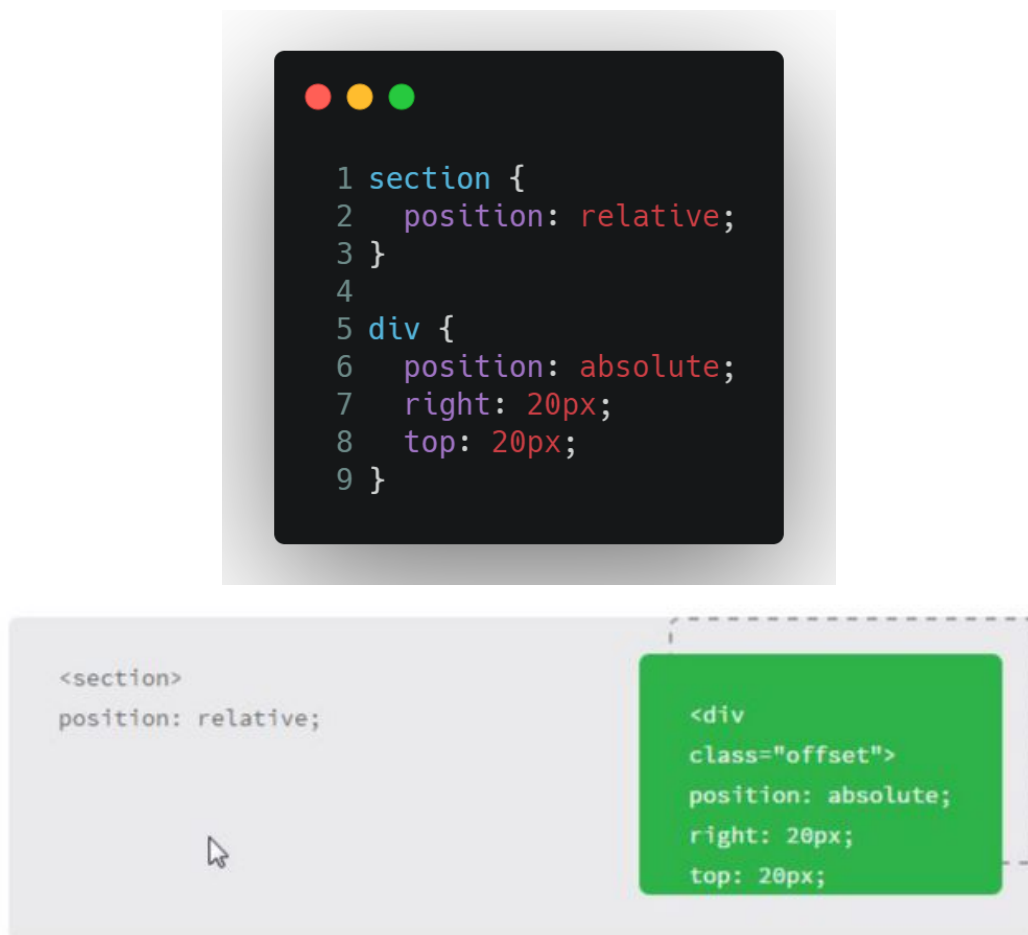 1 section {
2   position: relative;
3 }
4
5 div {
6   position: absolute;
7   right: 20px;
8   top: 20px;
9 }
<section>
position: relative;
<div
class="offset">
position: absolute;
right: 20px;
top: 20px;